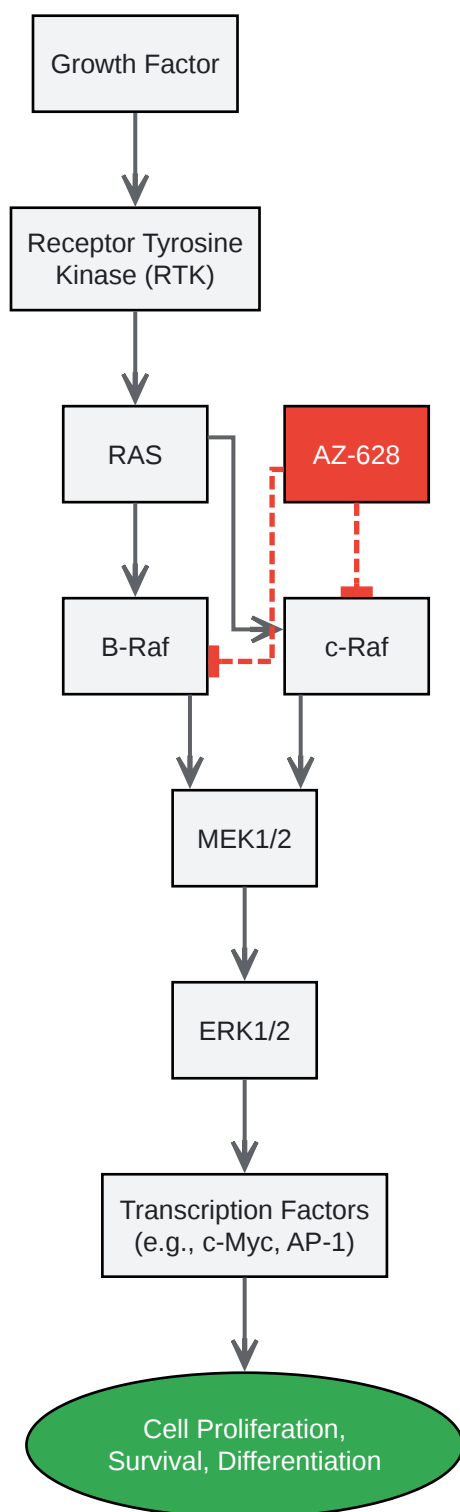 Growth Factor
Receptor Tyrosine
Kinase (RTK)
RAS
AZ-628
B-Raf
c-Raf
MEK1/2
ERK1/2
Transcription Factors
(e.g., c-Myc, AP-1)
Cell Proliferation,
Survival, Differentiation